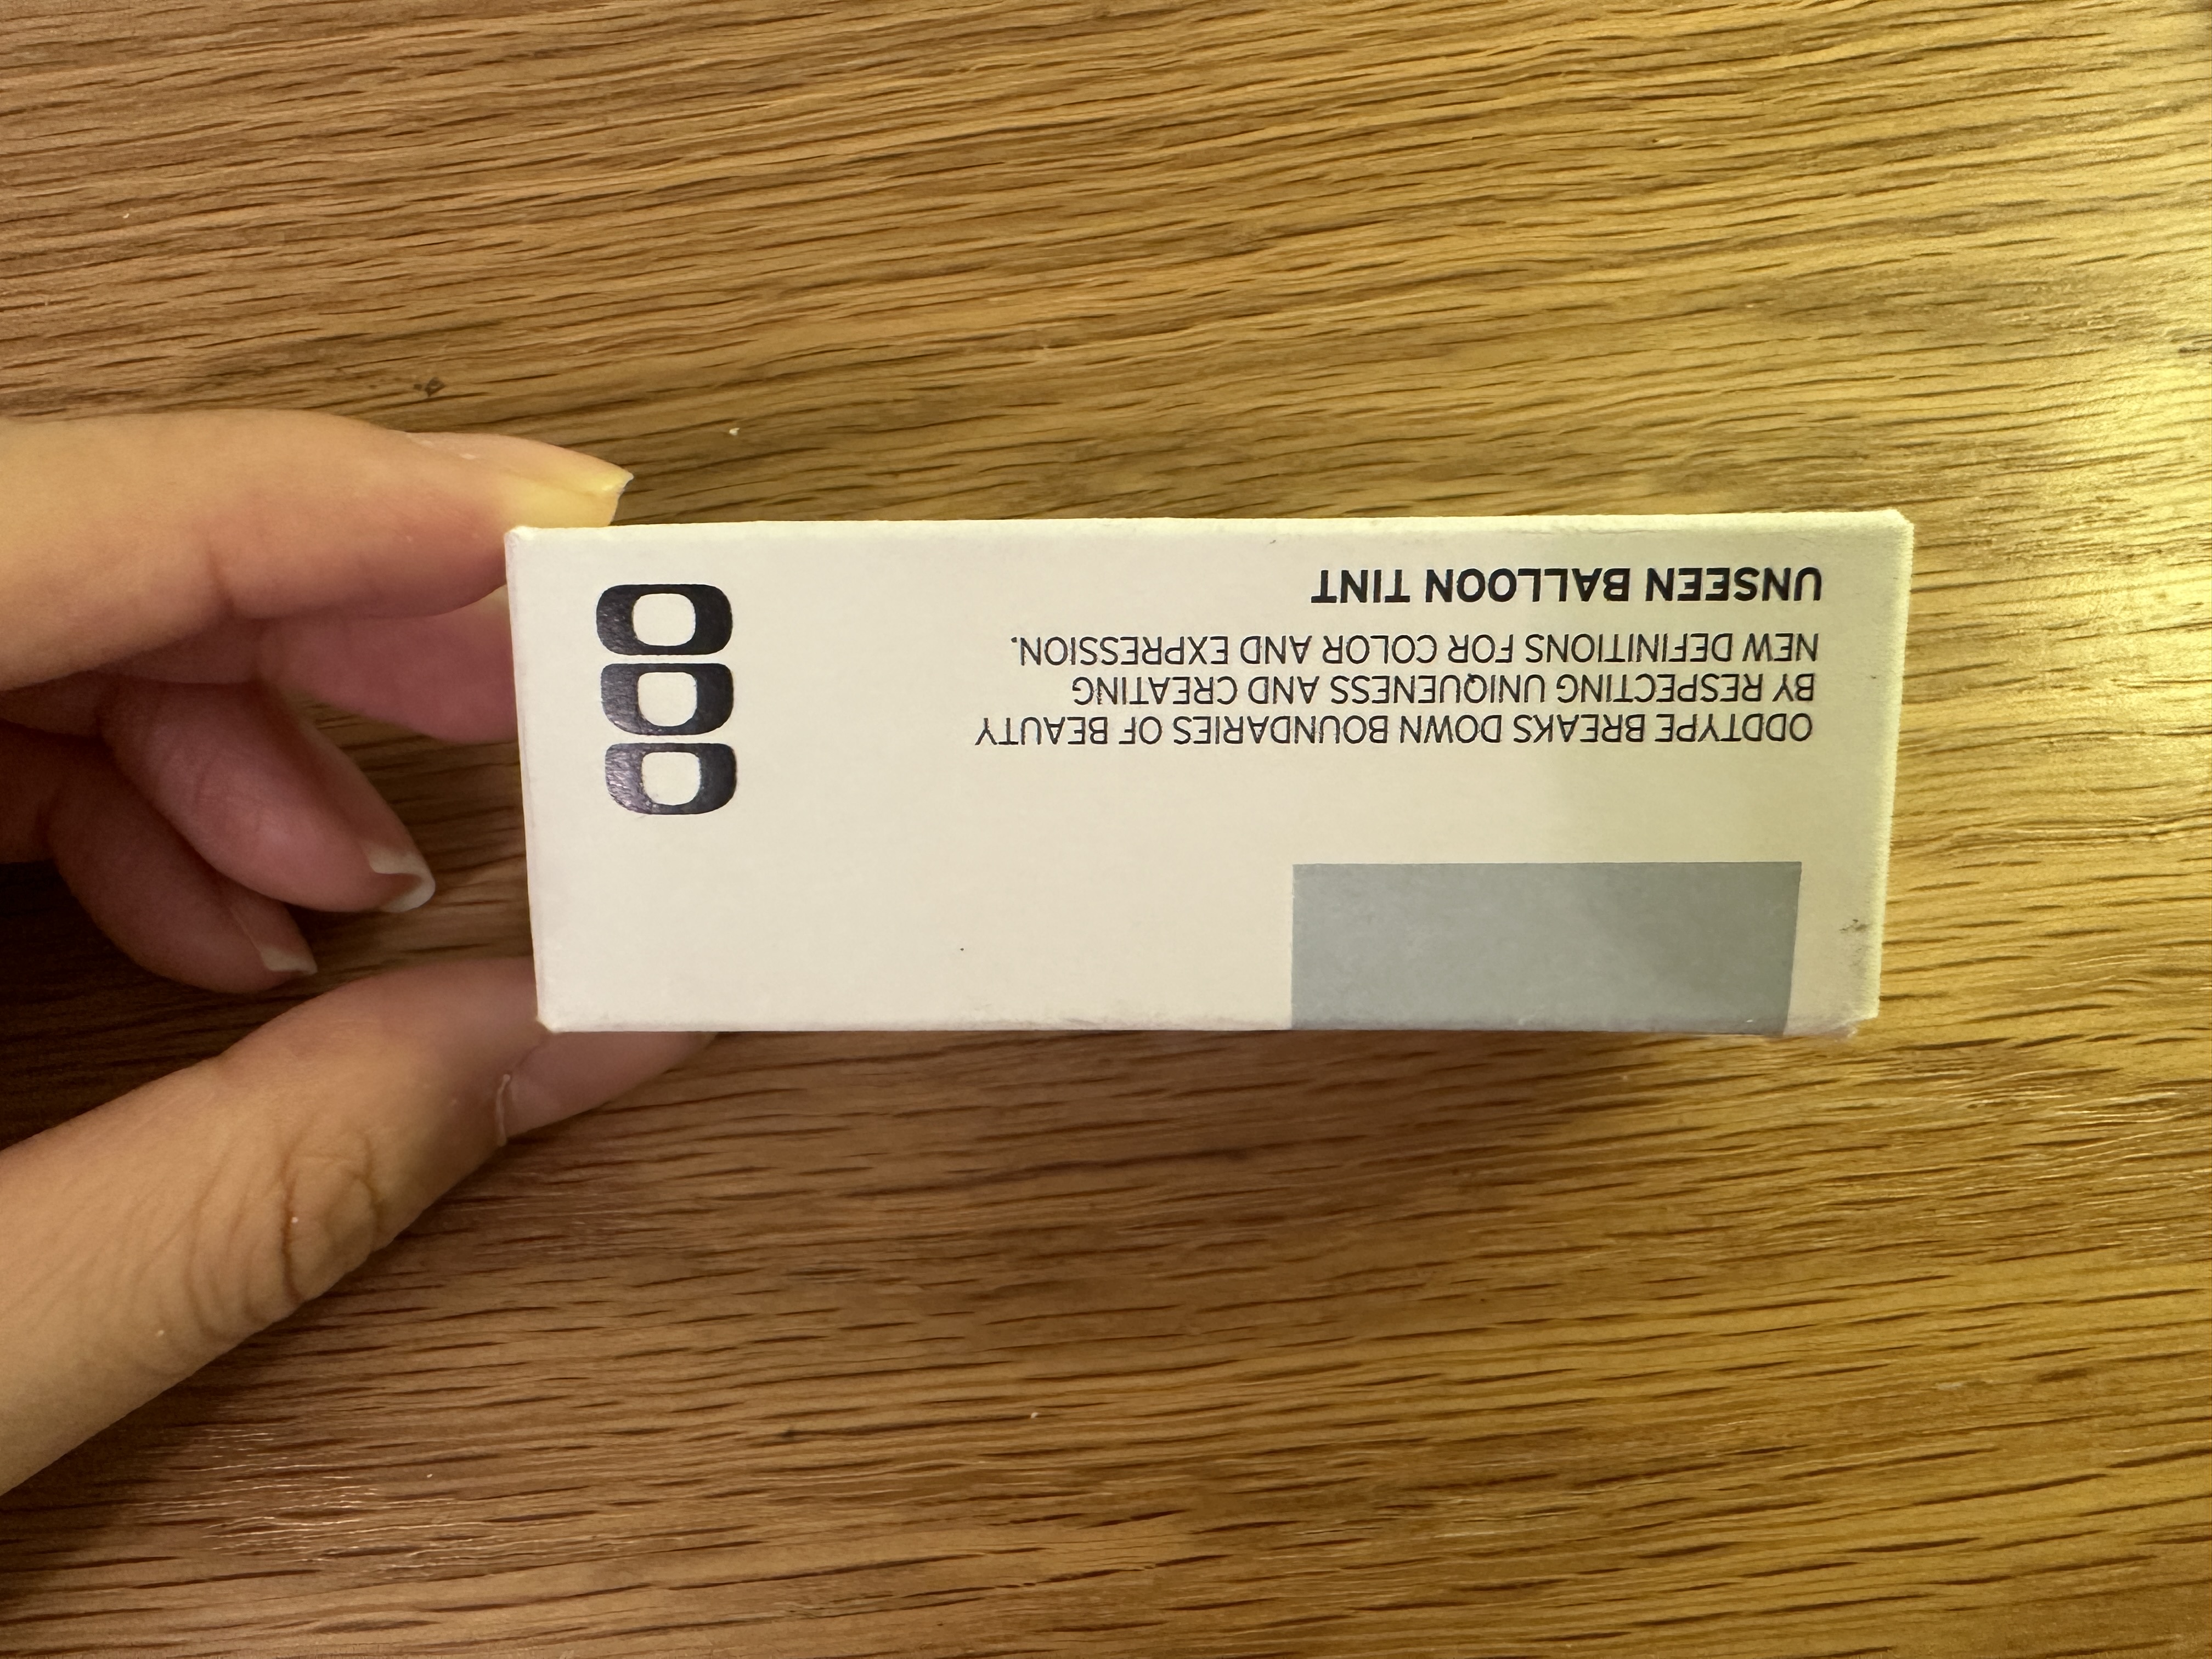 ODDTYPE BREAKS DOWN BOUNDARIES OF BEAUTY
BY RESPECTING UNIQUENESS AND CREATING
NEW DEFINITIONS FOR COLOR AND EXPRESSION.
UNSEEN BALLOON TINT